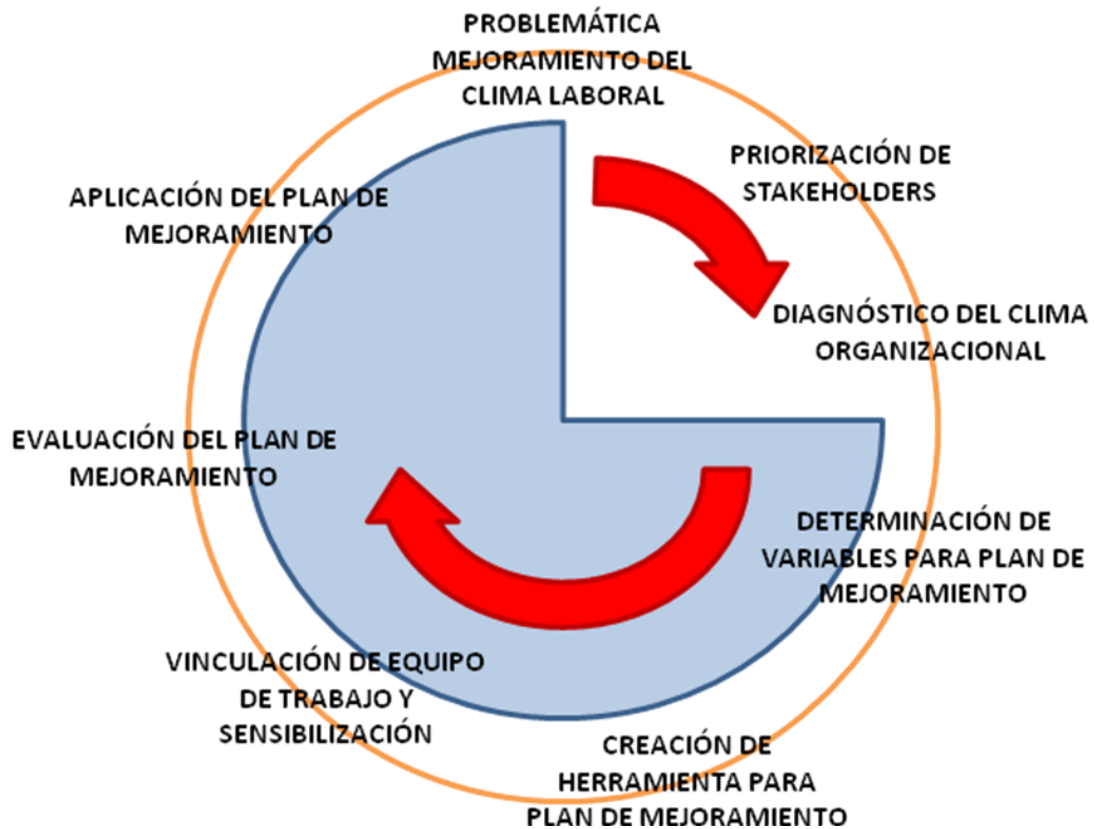 PROBLEMÁTICA
MEJORAMIENTO DEL
CLIMA LABORAL
PRIORIZACIÓN DE
STAKEHOLDERS
DIAGNÓSTICO DEL CLIMA
ORGANIZACIONAL
DETERMINACIÓN DE
VARIABLES PARA PLAN DE
MEJORAMIENTO
CREACIÓN DE
HERRAMIENTA PARA
PLAN DE MEJORAMIENTO
VINCULACIÓN DE EQUIPO
DE TRABAJO Y
SENSIBILIZACIÓN
EVALUACIÓN DEL PLAN DE
MEJORAMIENTO
APLICACIÓN DEL PLAN DE
MEJORAMIENTO